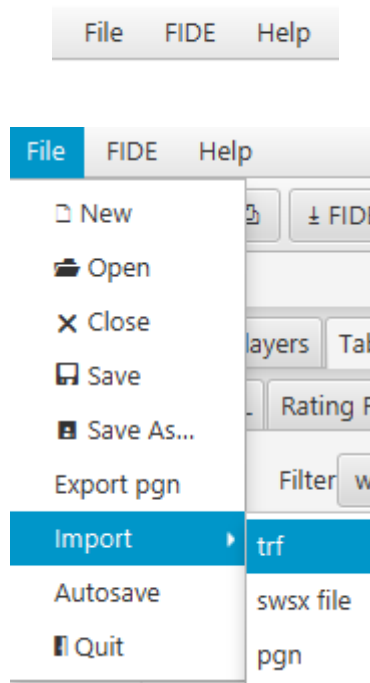 File FIDE Help
File FIDE Help
New
FIDE
Open
Close
layers Tab
Save
Rating
Save As...
Export pgn
Filter w
Import
trf
Autosave
swsx file
Quit
pgn